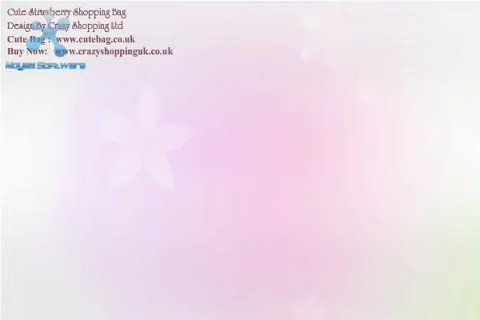 Cute Strawberry Shopping Bag
Design By Crazy Shopping Ltd
Cute Bag : www.cutebag.co.uk
Buy Now: www.crazyshoppinguk.co.uk
Moyea Software